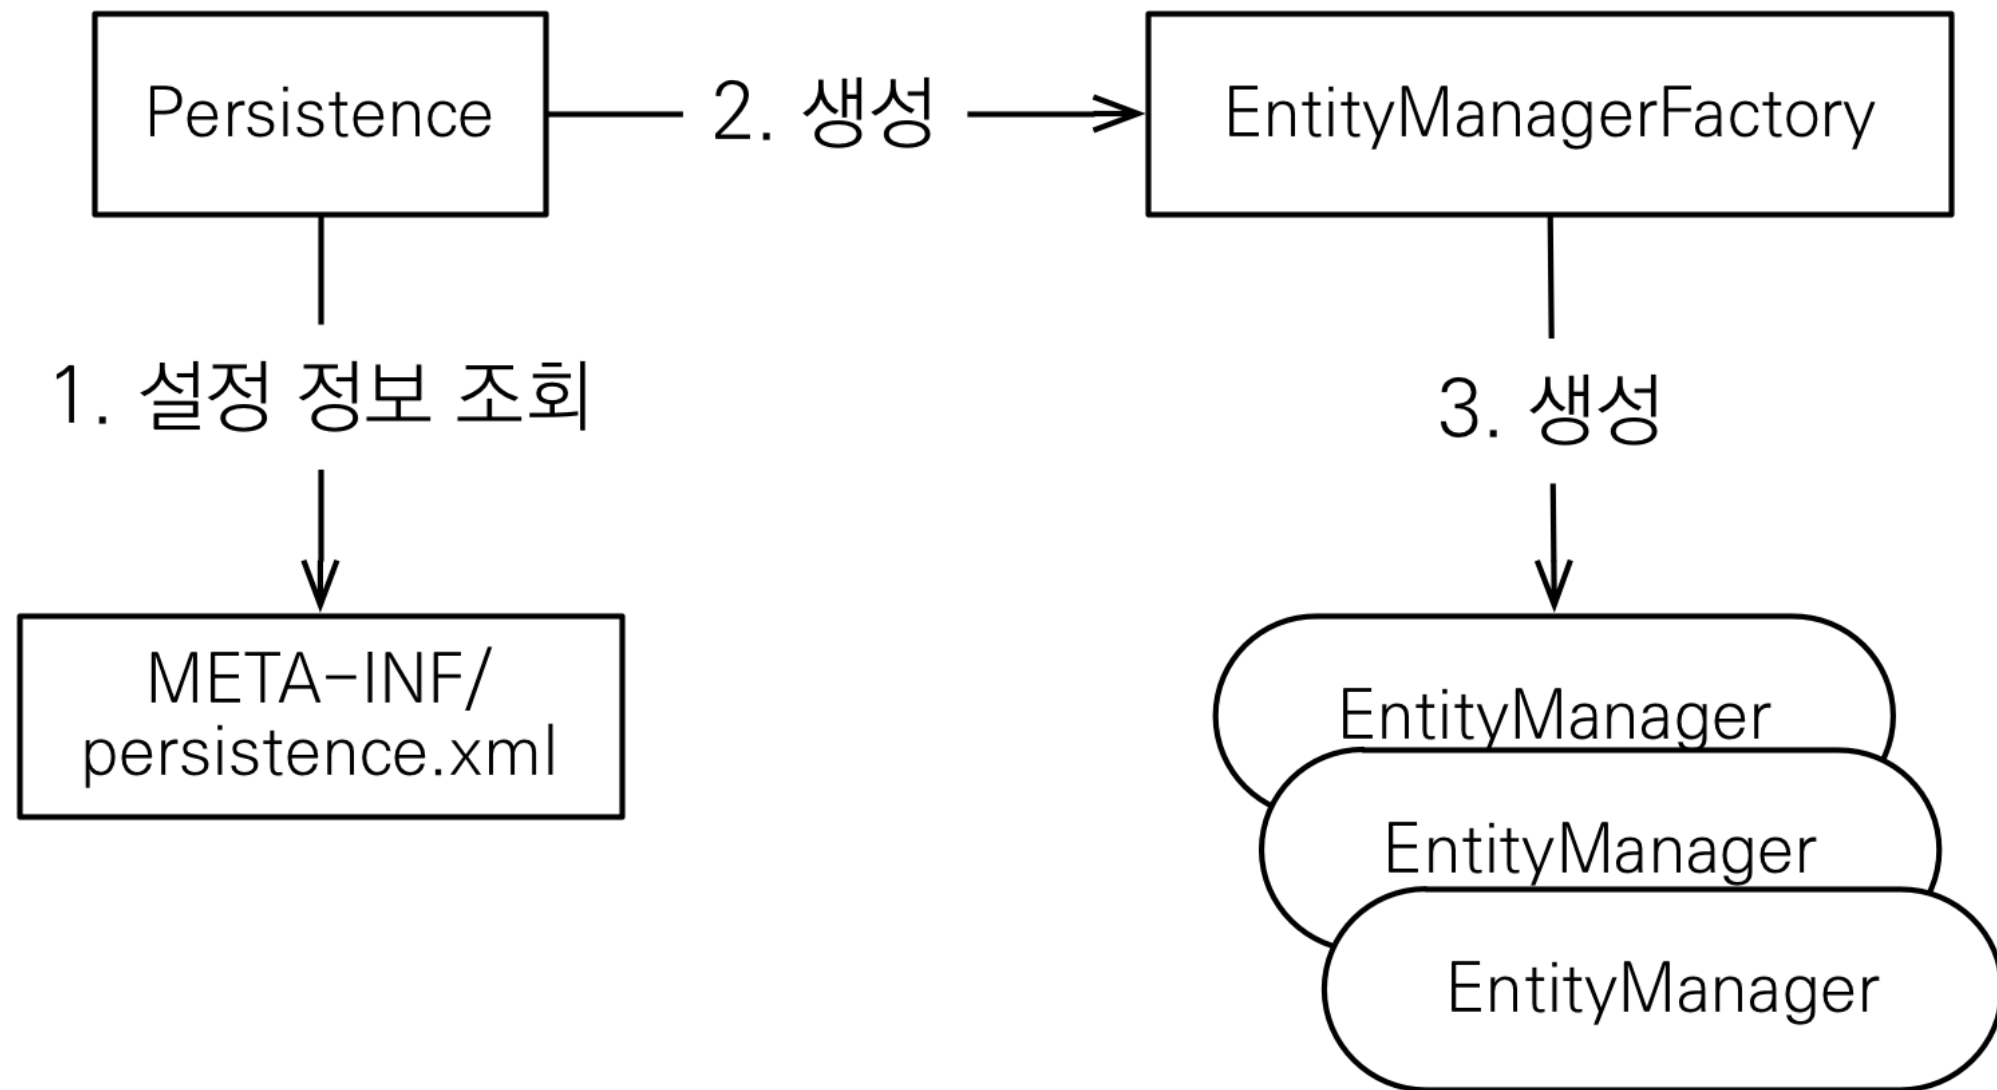 Persistence
2. 생성
EntityManagerFactory
1. 설정 정보 조회
3. 생성
META-INF/
persistence.xml
EntityManager
EntityManager
EntityManager